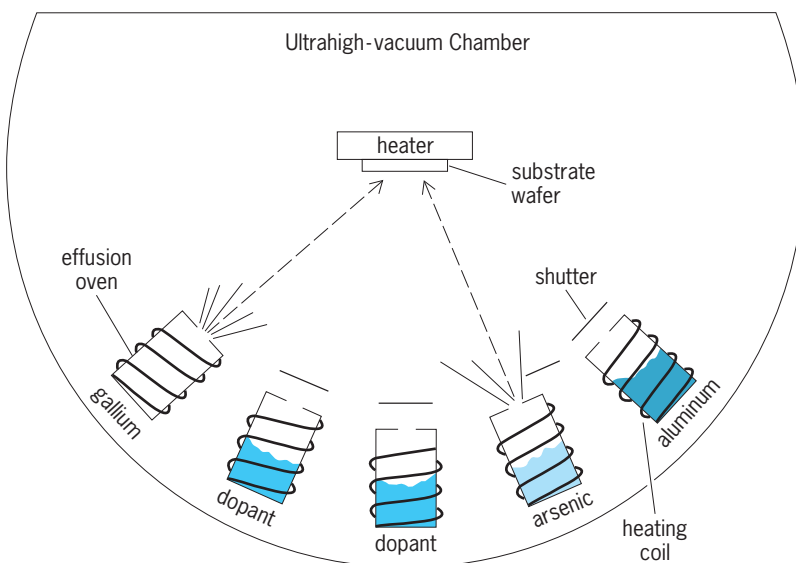 Ultrahigh-vacuum Chamber
heater
substrate
wafer
effusion
oven
shutter
gallium
dopant
dopant
arsenic
aluminum
heating
coil